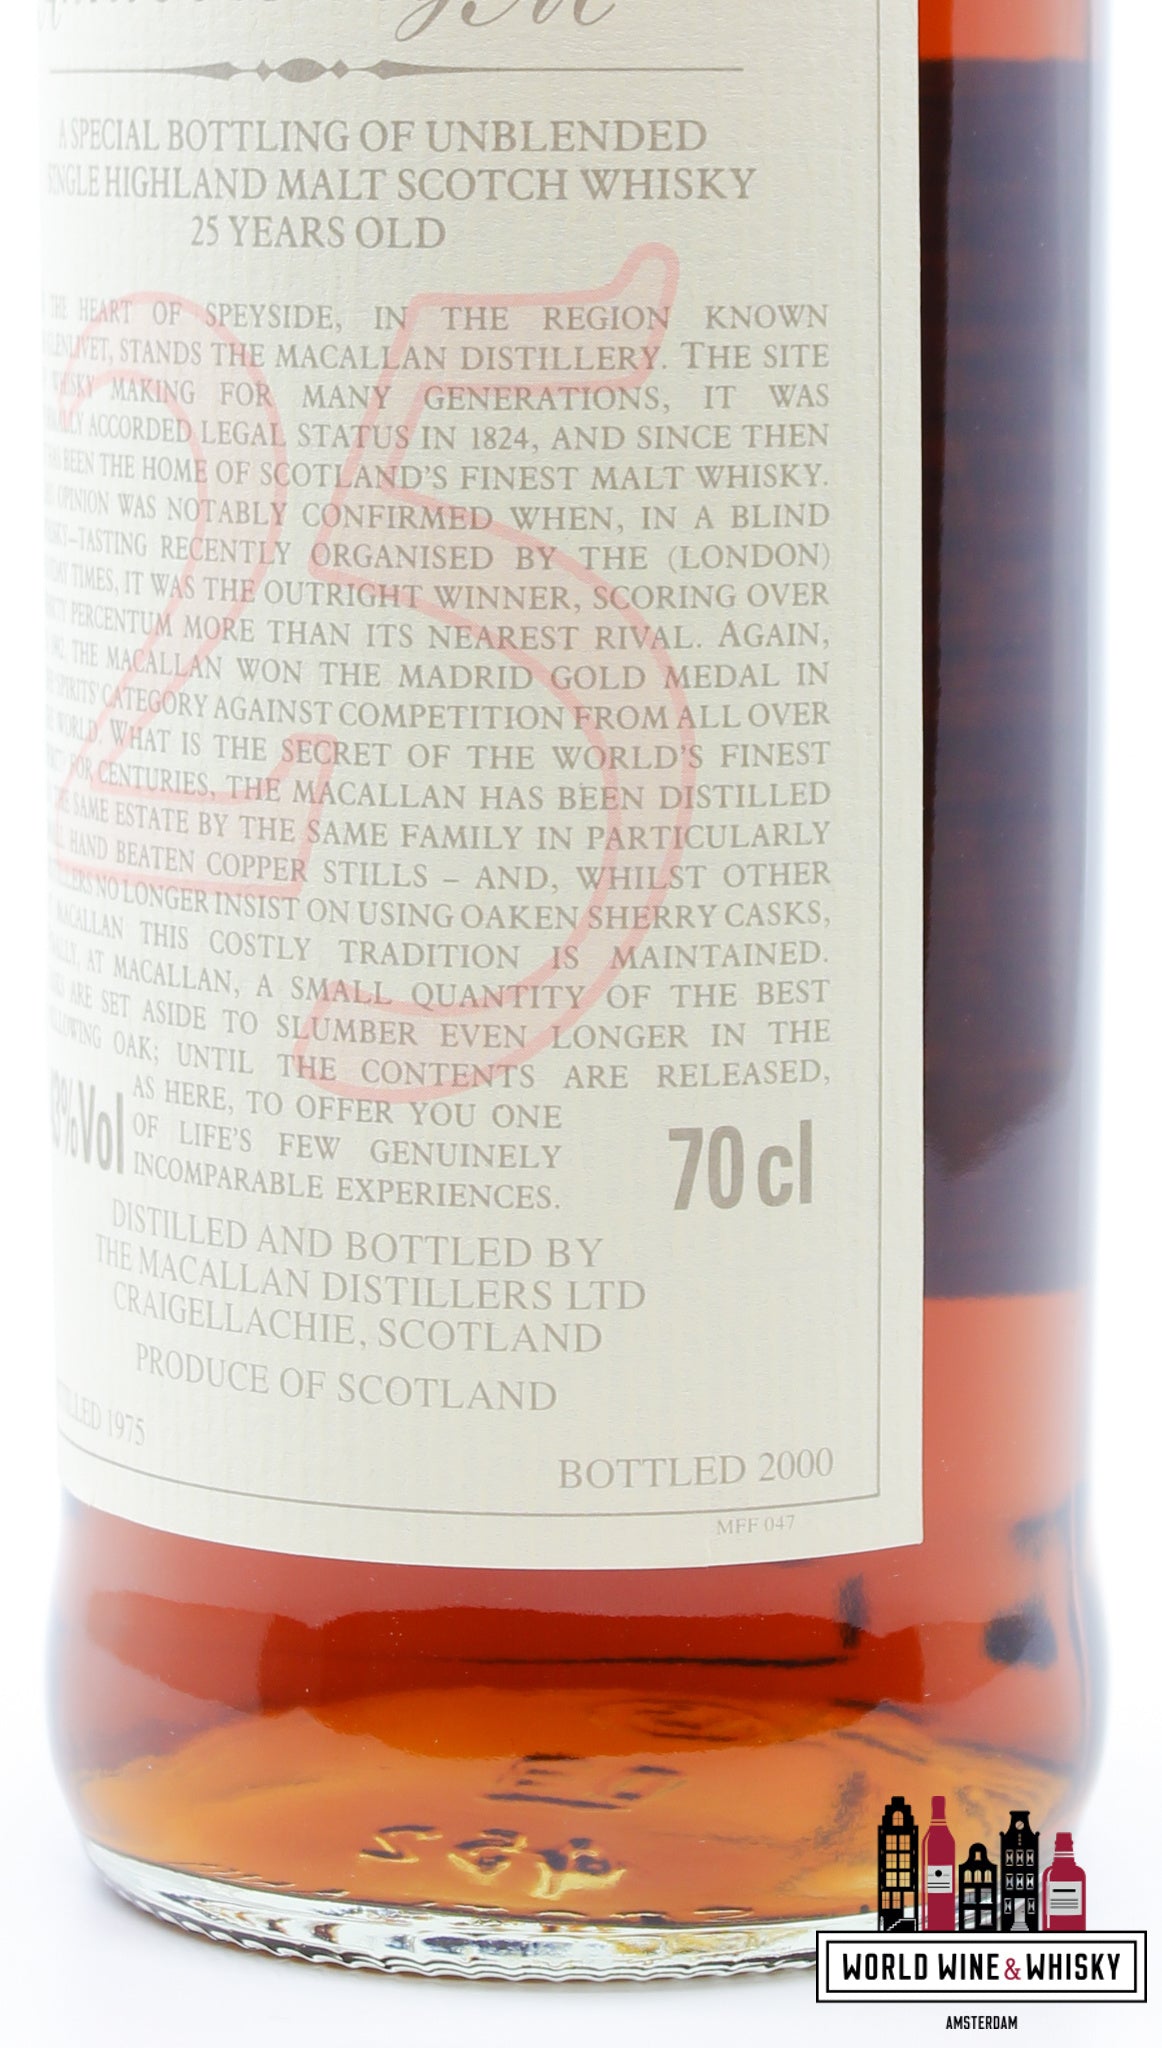 A SPECIAL BOTTLING OF UNBLENDED
SINGLE HIGHLAND MALT SCOTCH WHISKY
25 YEARS OLD
25
THE HEART OF SPEYSIDE, IN THE REGION KNOWN
GLENLIVET, STANDS THE MACALLAN DISTILLERY. THE SITE
WHISKY MAKING FOR MANY GENERATIONS, IT WAS
ACCORDED LEGAL STATUS IN 1824, AND SINCE THEN
HAS BEEN THE HOME OF SCOTLAND'S FINEST MALT WHISKY.
OPINION WAS NOTABLY CONFIRMED WHEN, IN A BLIND
WHISKY–TASTING RECENTLY ORGANISED BY THE (LONDON)
TIMES, IT WAS THE OUTRIGHT WINNER, SCORING OVER
PERCENTUM MORE THAN ITS NEAREST RIVAL. AGAIN,
THE MACALLAN WON THE MADRID GOLD MEDAL IN
SPIRITS' CATEGORY AGAINST COMPETITION FROM ALL OVER
WORLD. WHAT IS THE SECRET OF THE WORLD'S FINEST
FOR CENTURIES, THE MACALLAN HAS BEEN DISTILLED
THE SAME ESTATE BY THE SAME FAMILY IN PARTICULARLY
HAND BEATEN COPPER STILLS – AND, WHILST OTHER
NO LONGER INSIST ON USING OAKEN SHERRY CASKS,
MACALLAN THIS COSTLY TRADITION IS MAINTAINED.
AT MACALLAN, A SMALL QUANTITY OF THE BEST
ARE SET ASIDE TO SLUMBER EVEN LONGER IN THE
OAK; UNTIL THE CONTENTS ARE RELEASED,
AS HERE, TO OFFER YOU ONE
OF LIFE'S FEW GENUINELY
INCOMPARABLE EXPERIENCES.
3%Vol
70 cl
DISTILLED AND BOTTLED BY
THE MACALLAN DISTILLERS LTD
CRAIGELLACHIE, SCOTLAND
PRODUCE OF SCOTLAND
1975
BOTTLED 2000
MFF 047
WORLD WINE & WHISKY
AMSTERDAM